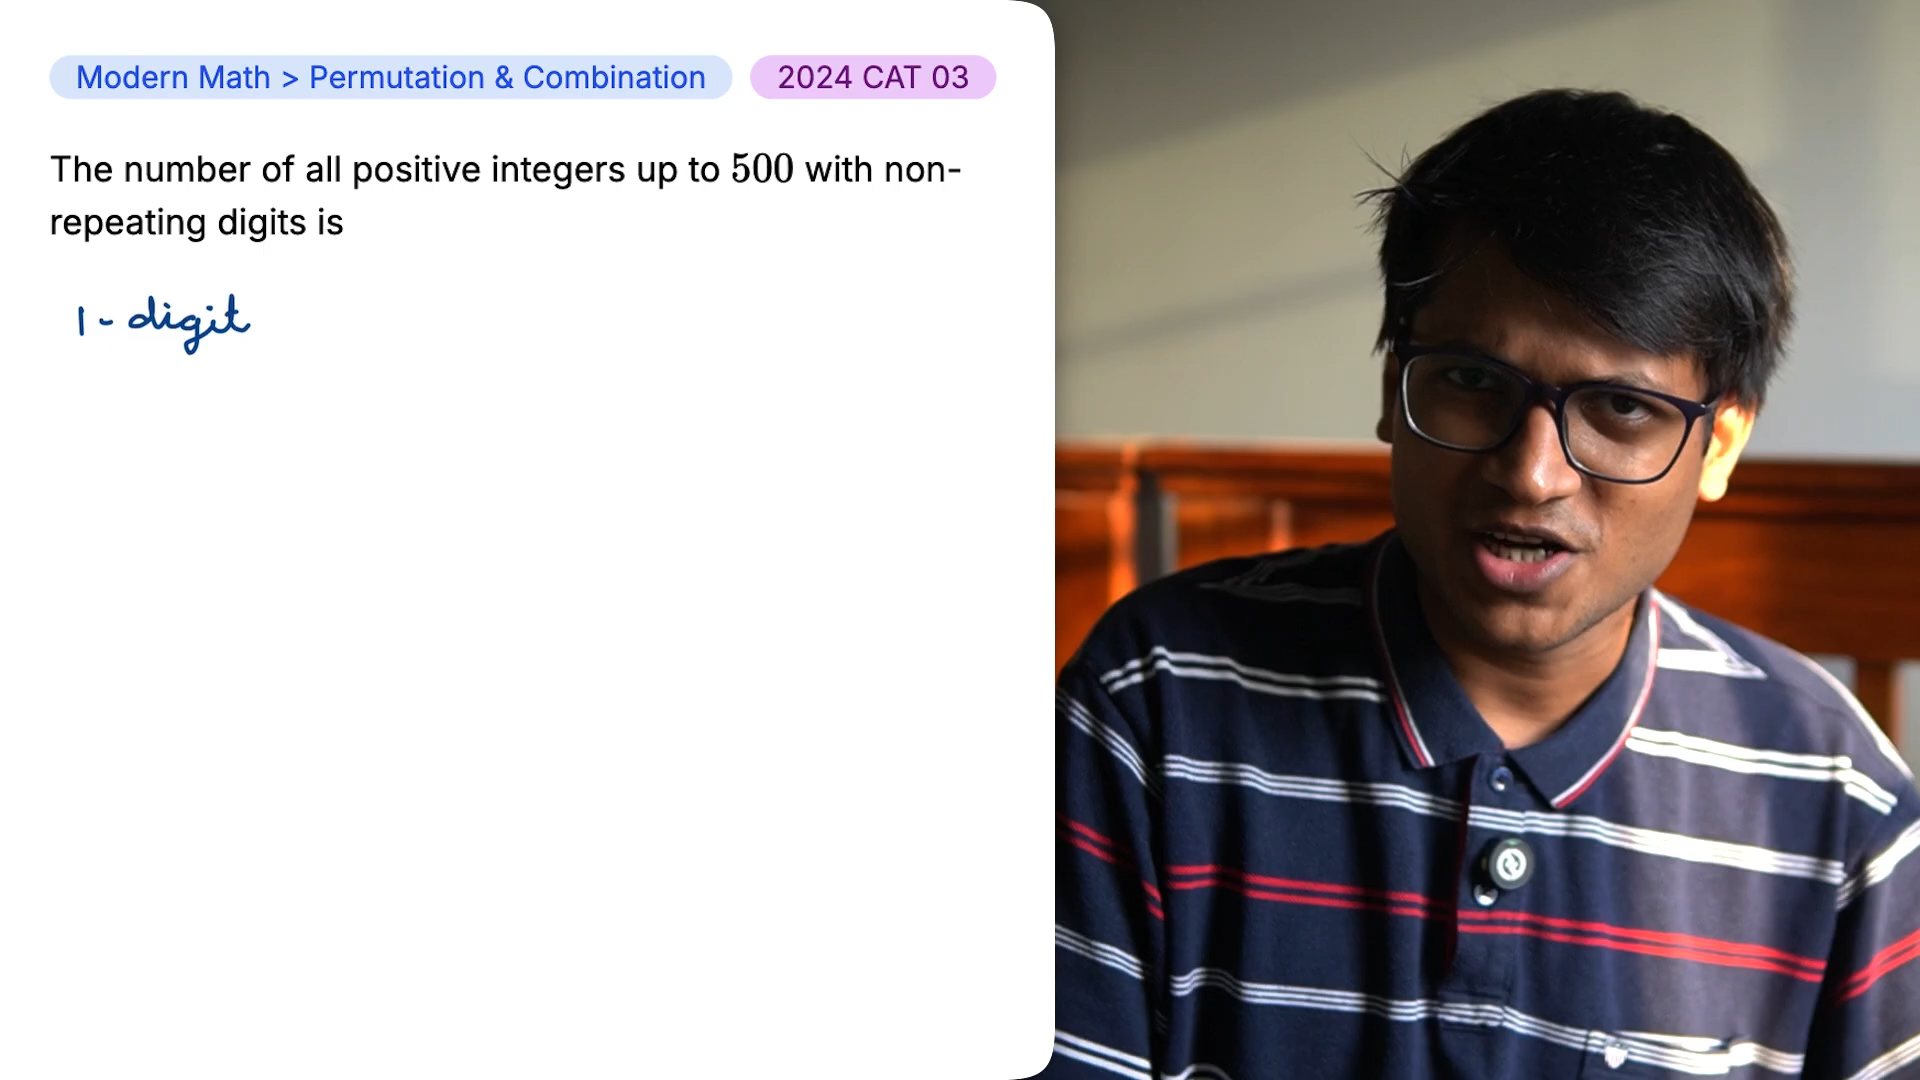 Modern Math > Permutation & Combination
2024 CAT 03
The number of all positive integers up to 500 with non-
repeating digits is
1- digit